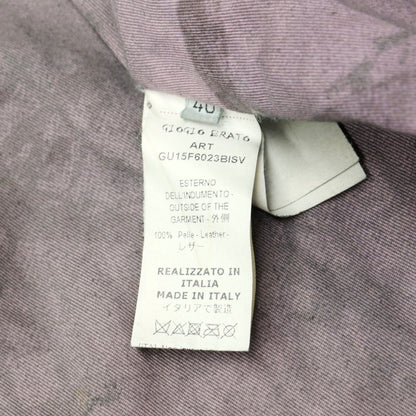 40
GIOGIO BRATO
ART
GU15F6023BISV
ESTERNO
DELL'INDUMENTO -
OUTSIDE OF THE
GARMENT - 外側
100% Pelle - Leather -
レザー
REALIZZATO IN
ITALIA
MADE IN ITALY
イタリアで製造